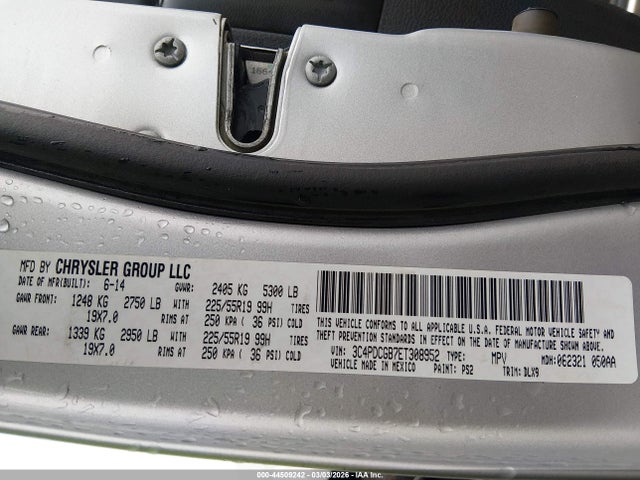 166
MFD BY CHRYSLER GROUP LLC
DATE OF MFR(BUILT): 6-14 GVWR: 2405 KG 5300 LB
GAWR FRONT: 1248 KG 2750 LB WITH 225/55R19 99H TIRES
19X7.0 RIMS AT 250 KPA ( 36 PSI) COLD
GAWR REAR: 1339 KG 2950 LB WITH 225/55R19 99H TIRES
19X7.0 RIMS AT 250 KPA ( 36 PSI) COLD
THIS VEHICLE CONFORMS TO ALL APPLICABLE U.S.A. FEDERAL MOTOR VEHICLE SAFETY AND
THEFT PREVENTION STANDARDS IN EFFECT ON THE DATE OF MANUFACTURE SHOWN ABOVE.
VIN: 3C4PDCGB7ET308952 TYPE: MPV MDH: 062321 050AA
VEHICLE MADE IN MEXICO PAINT: PS2 TRIM: DLX9
000-44509242 - 03/03/2026 - IAA Inc.